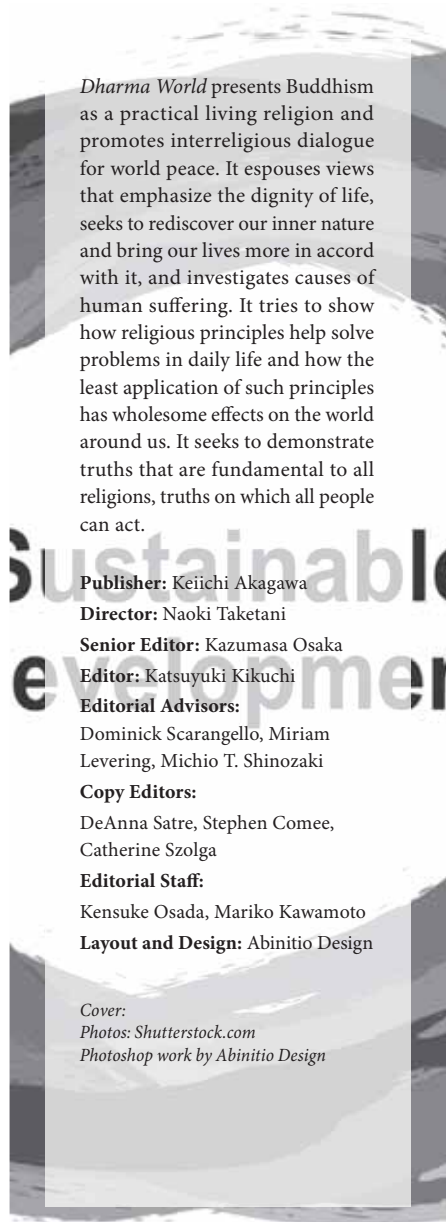 Dharma World presents Buddhism
as a practical living religion and
promotes interreligious dialogue
for world peace. It espouses views
that emphasize the dignity of life,
seeks to rediscover our inner nature
and bring our lives more in accord
with it, and investigates causes of
human suffering. It tries to show
how religious principles help solve
problems in daily life and how the
least application of such principles
has wholesome effects on the world
around us. It seeks to demonstrate
truths that are fundamental to all
religions, truths on which all people
can act.
Sustainable
evelopmen
Publisher: Keiichi Akagawa
Director: Naoki Taketani
Senior Editor: Kazumasa Osaka
Editor: Katsuyuki Kikuchi
Editorial Advisors:
Dominick Scarangello, Miriam
Levering, Michio T. Shinozaki
Copy Editors:
DeAnna Satre, Stephen Comee,
Catherine Szolga
Editorial Staff:
Kensuke Osada, Mariko Kawamoto
Layout and Design: Abinitio Design
Cover:
Photos: Shutterstock.com
Photoshop work by Abinitio Design